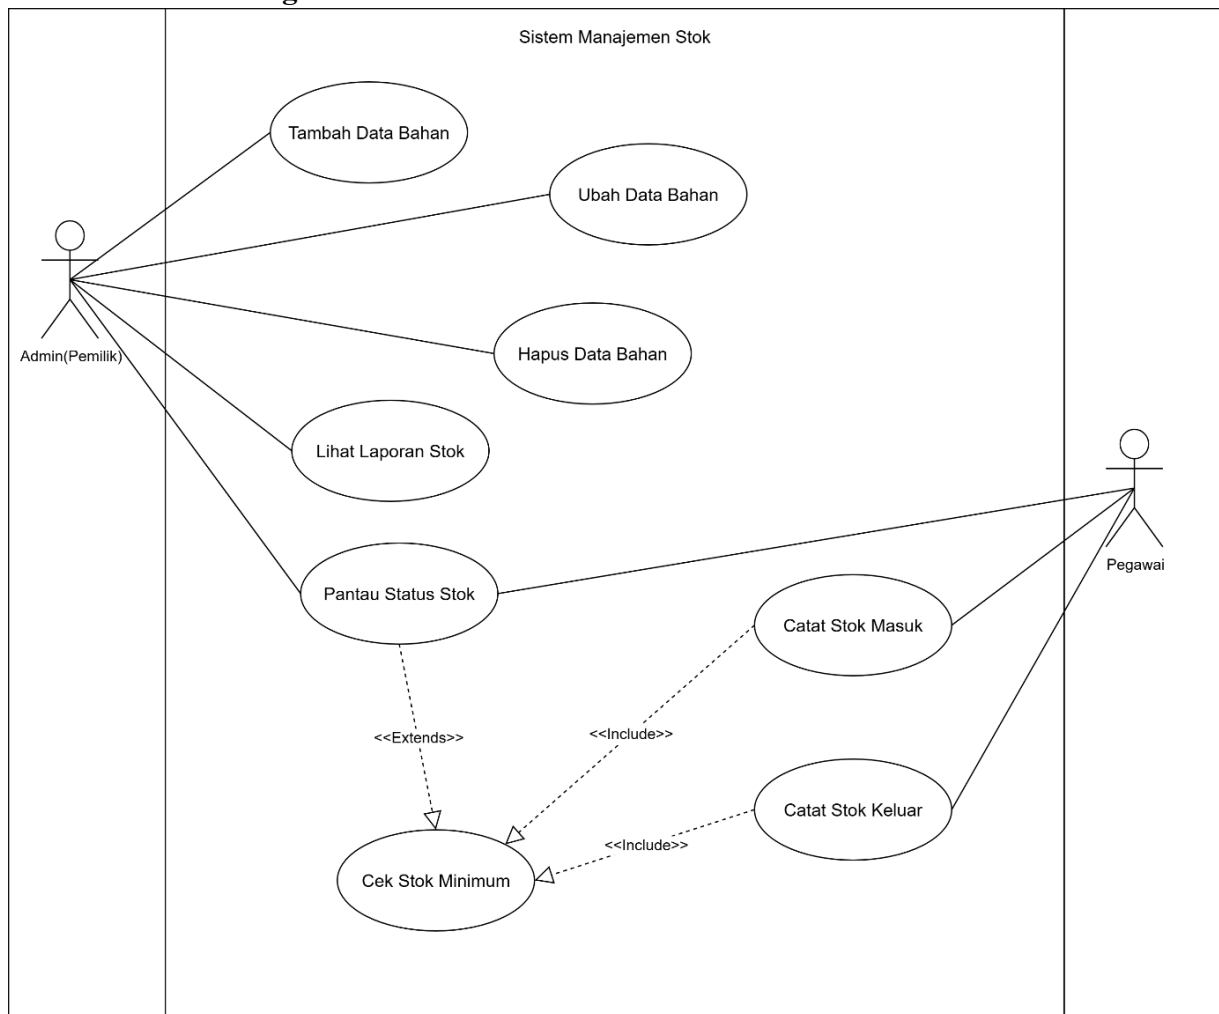 Sistem Manajemen Stok
Tambah Data Bahan
Ubah Data Bahan
Hapus Data Bahan
Admin(Pemilik)
Lihat Laporan Stok
Pantau Status Stok
Pegawai
Catat Stok Masuk
<<Extends>>
<<Include>>
Catat Stok Keluar
<<Include>>
Cek Stok Minimum